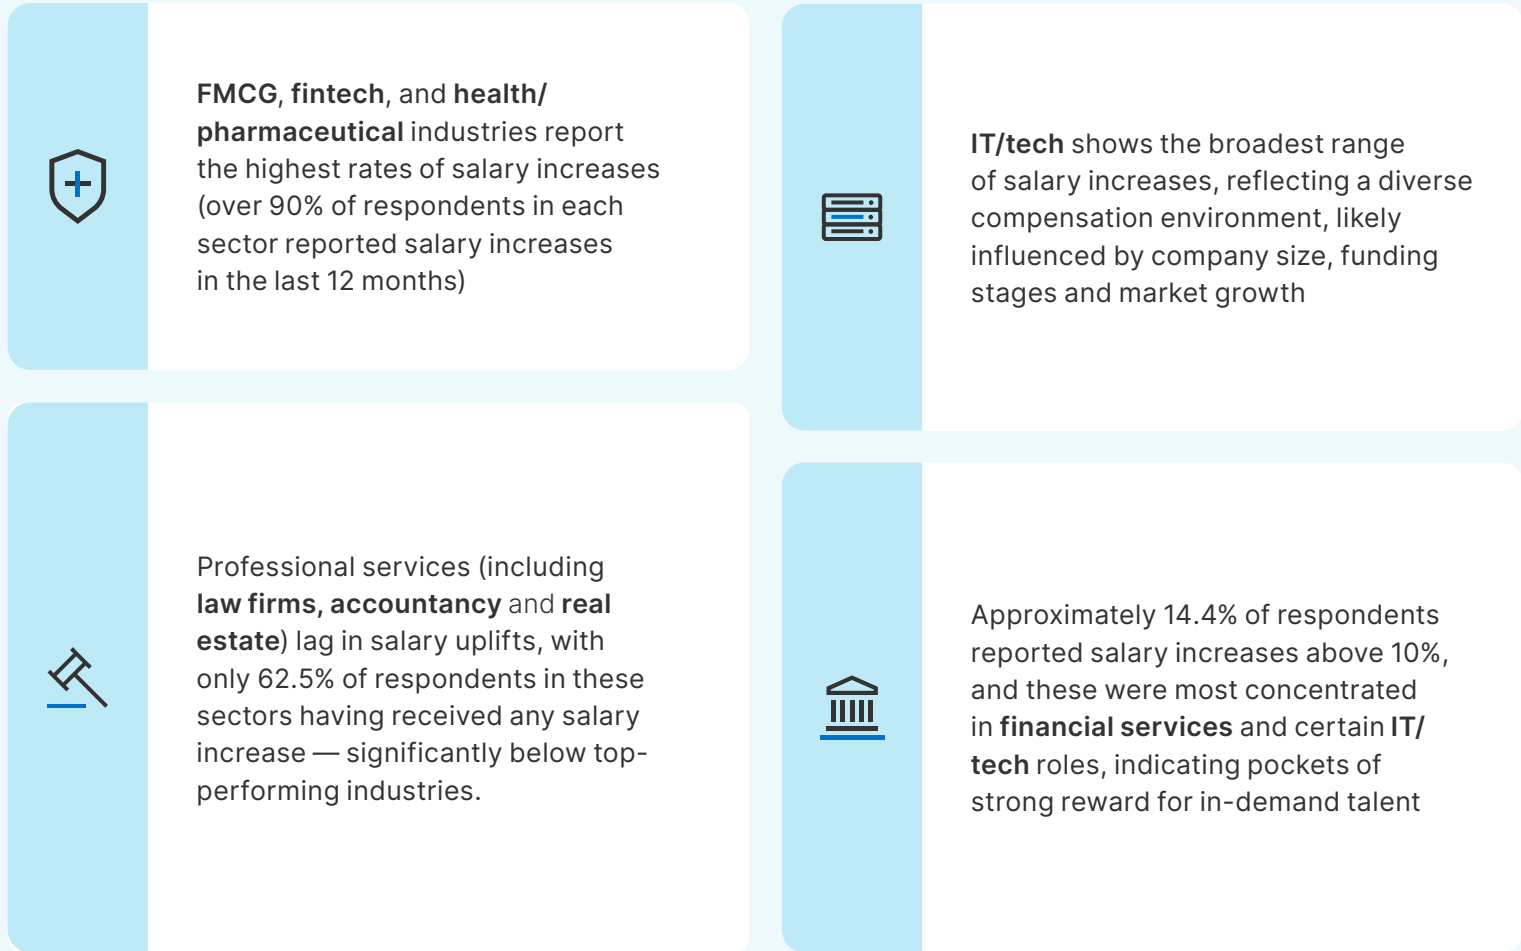 FMCG, fintech, and health/
pharmaceutical industries report
the highest rates of salary increases
(over 90% of respondents in each
sector reported salary increases
in the last 12 months)
IT/tech shows the broadest range
of salary increases, reflecting a diverse
compensation environment, likely
influenced by company size, funding
stages and market growth
Professional services (including
law firms, accountancy and real
estate) lag in salary uplifts, with
only 62.5% of respondents in these
sectors having received any salary
increase — significantly below top-
performing industries.
Approximately 14.4% of respondents
reported salary increases above 10%,
and these were most concentrated
in financial services and certain IT/
tech roles, indicating pockets of
strong reward for in-demand talent